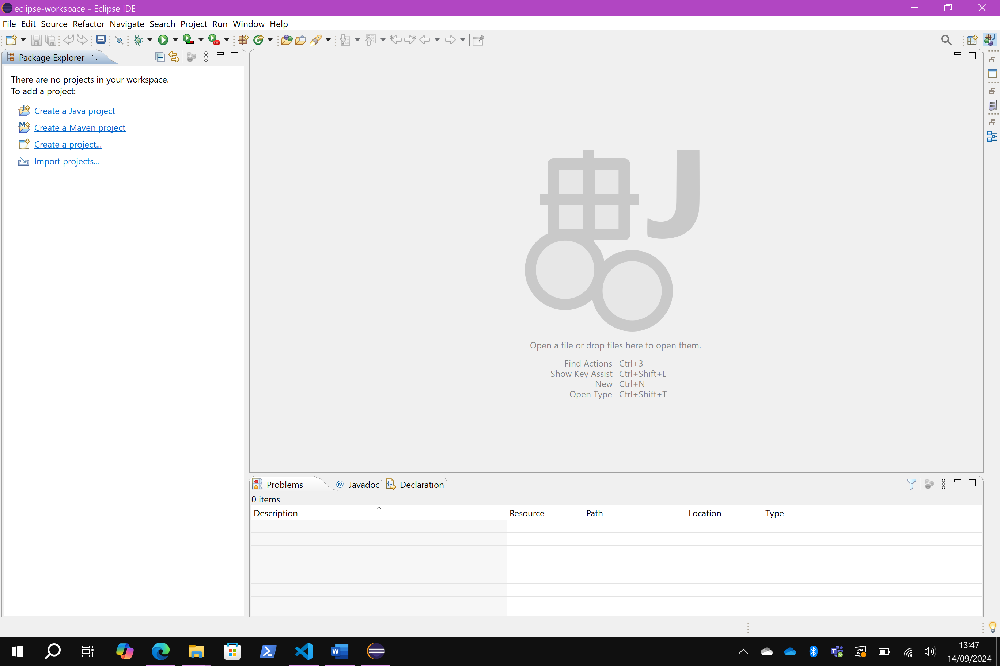 eclipse-workspace - Eclipse IDE
File Edit Source Refactor Navigate Search Project Run Window Help
Package Explorer
There are no projects in your workspace.
To add a project:
Create a Java project
Create a Maven project
Create a project...
Import projects...
J
Open a file or drop files here to open them.
Find Actions Ctrl+3
Show Key Assist Ctrl+Shift+L
New Ctrl+N
Open Type Ctrl+Shift+T
Problems @ Javadoc Declaration
0 items
Description Resource Path Location Type
13:47
14/09/2024